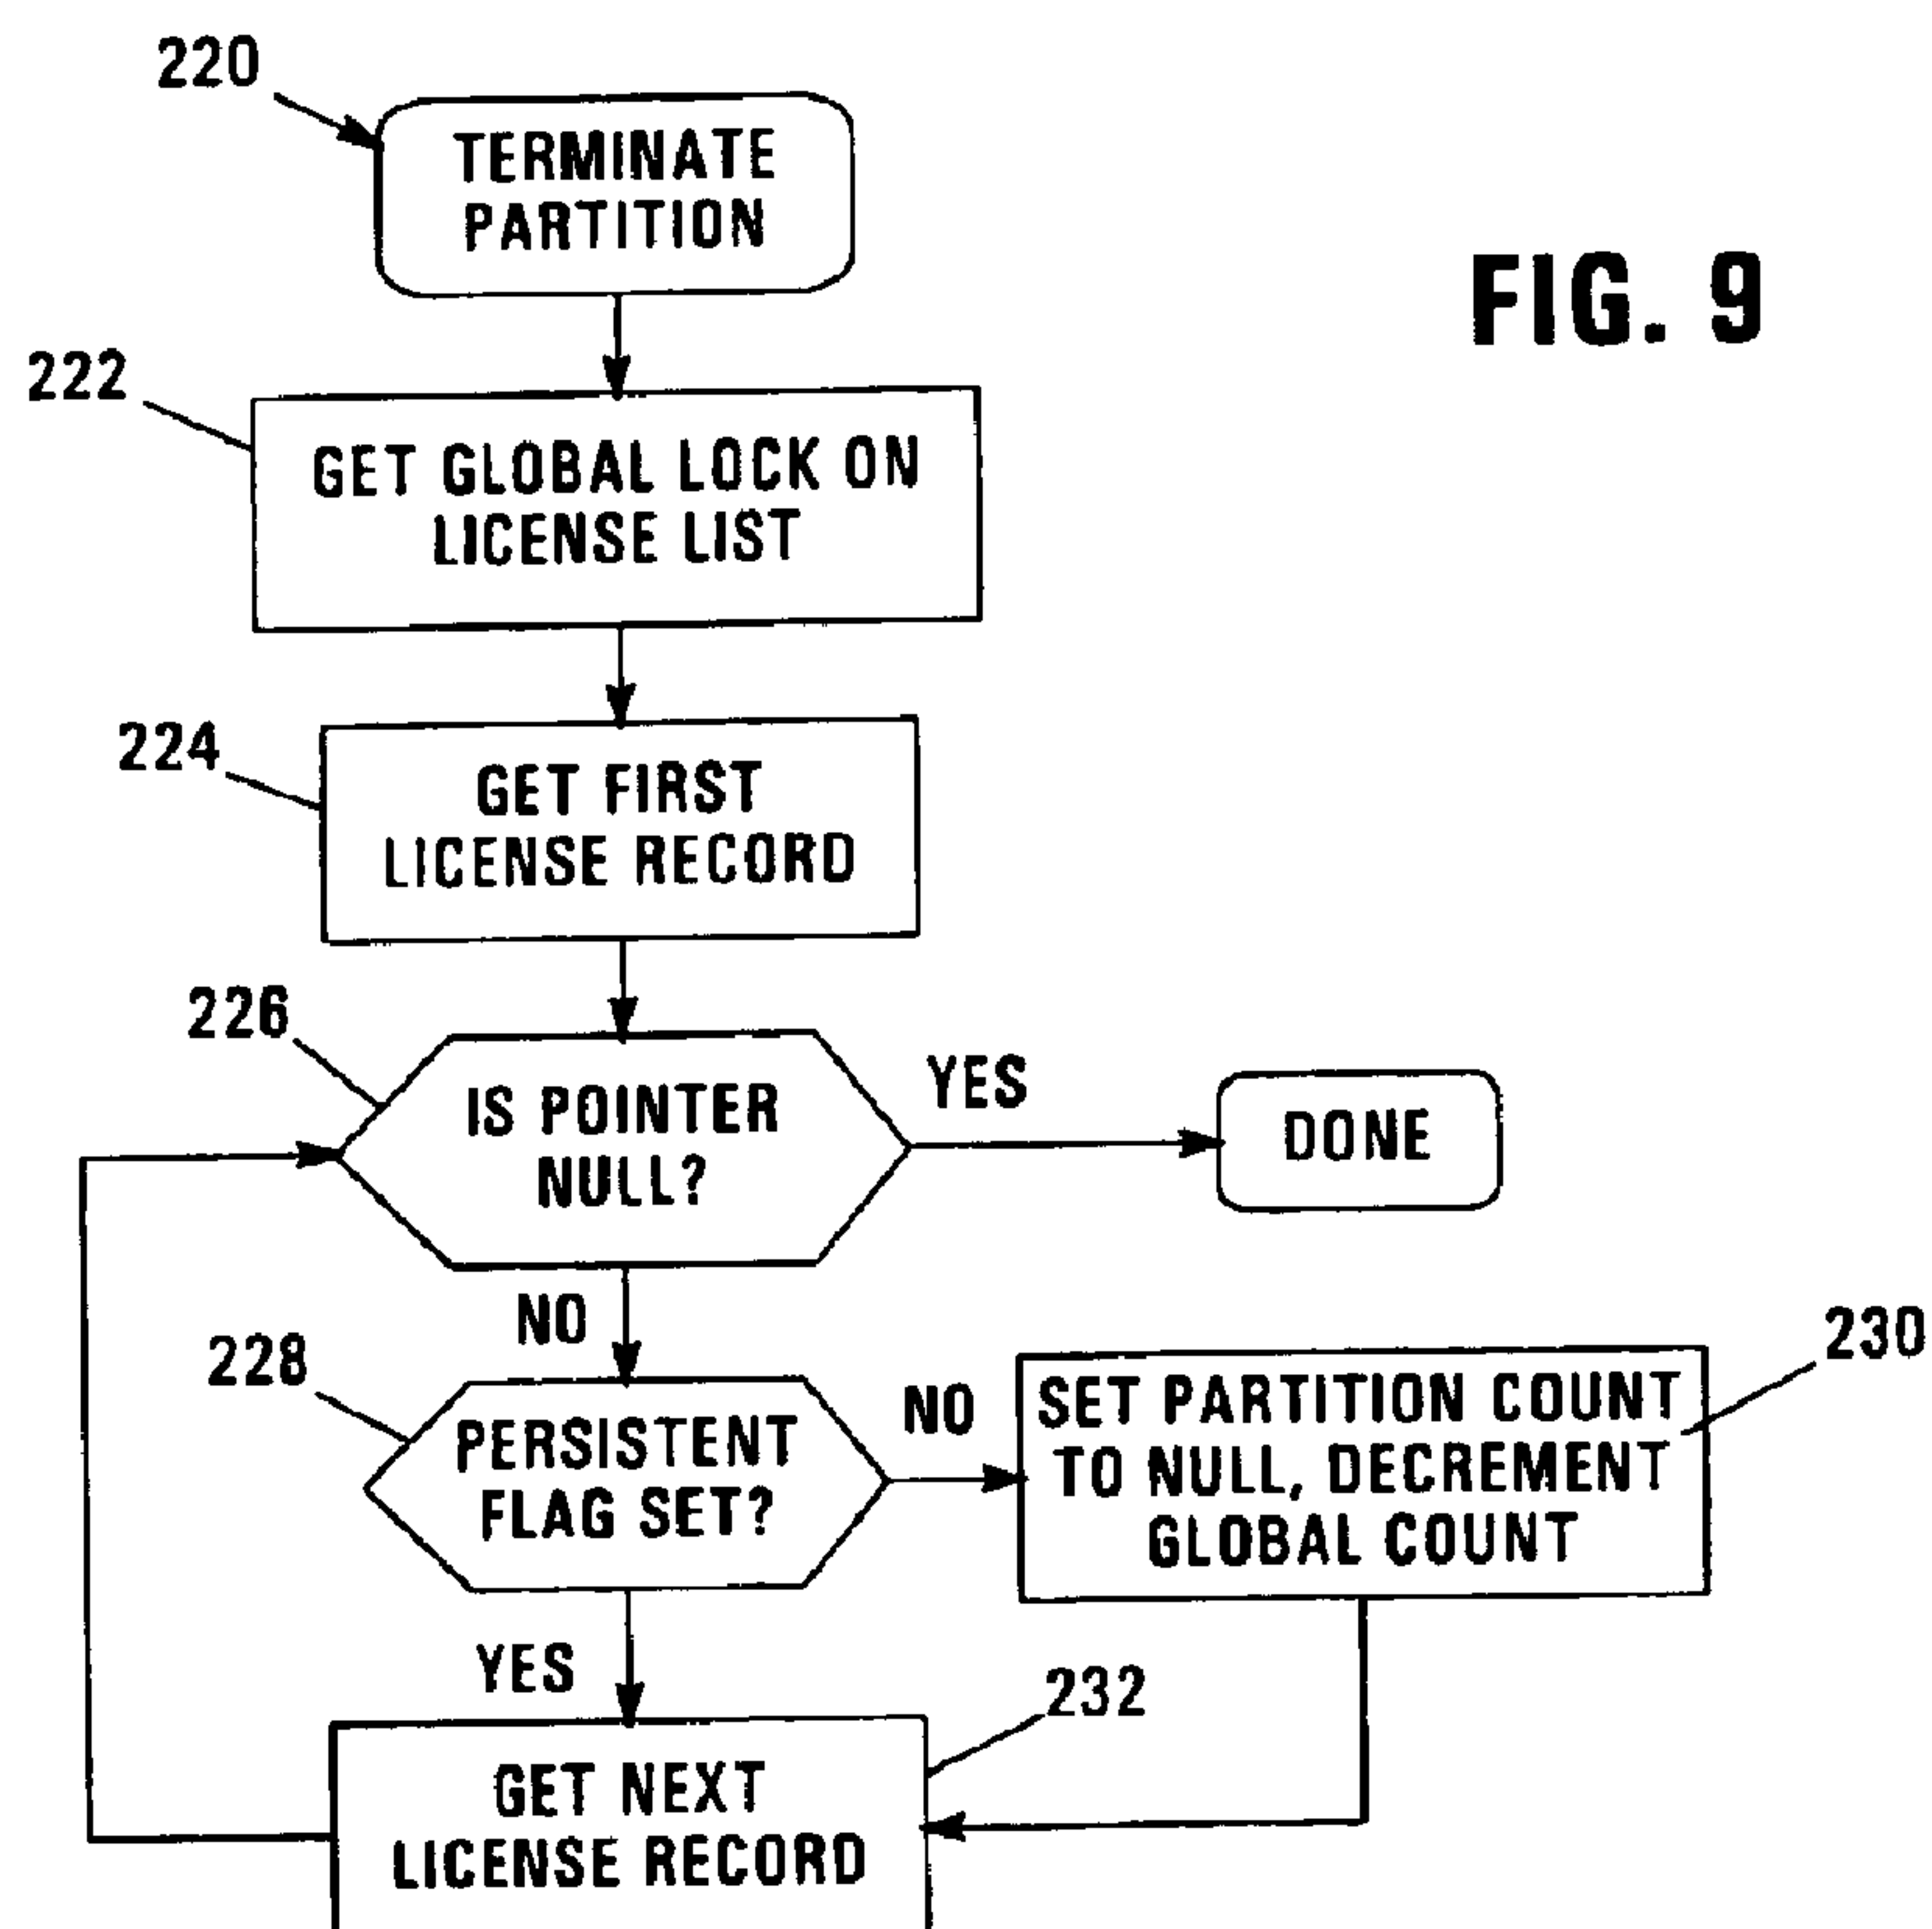 220
TERMINATE
PARTITION
FIG. 9
222
GET GLOBAL LOCK ON
LICENSE LIST
224
GET FIRST
LICENSE RECORD
226
IS POINTER
NULL?
YES
DONE
NO
228
PERSISTENT
FLAG SET?
NO
230
SET PARTITION COUNT
TO NULL, DECREMENT
GLOBAL COUNT
YES
232
GET NEXT
LICENSE RECORD